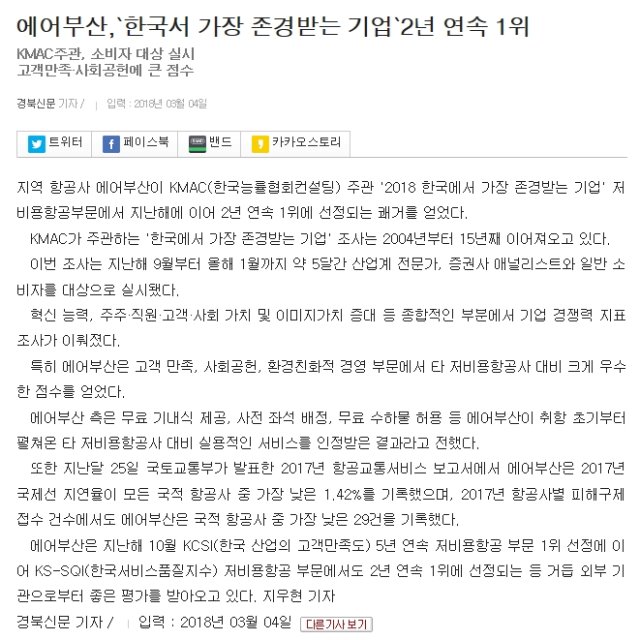 에어부산,`한국서 가장 존경받는 기업`2년 연속 1위
KMAC주관, 소비자 대상 실시
고객만족·사회공헌에 큰 점수
경북신문 기자 / | 입력 : 2018년 03월 04일
트위터 페이스북 밴드 카카오스토리
지역 항공사 에어부산이 KMAC(한국능률협회컨설팅) 주관 '2018 한국에서 가장 존경받는 기업' 저
비용항공부문에서 지난해에 이어 2년 연속 1위에 선정되는 쾌거를 얻었다.
KMAC가 주관하는 '한국에서 가장 존경받는 기업' 조사는 2004년부터 15년째 이어져오고 있다.
이번 조사는 지난해 9월부터 올해 1월까지 약 5달간 산업계 전문가, 증권사 애널리스트와 일반 소
비자를 대상으로 실시됐다.
혁신 능력, 주주·직원·고객·사회 가치 및 이미지가치 증대 등 종합적인 부분에서 기업 경쟁력 지표
조사가 이뤄졌다.
특히 에어부산은 고객 만족, 사회공헌, 환경친화적 경영 부문에서 타 저비용항공사 대비 크게 우수
한 점수를 얻었다.
에어부산 측은 무료 기내식 제공, 사전 좌석 배정, 무료 수하물 허용 등 에어부산이 취항 초기부터
펼쳐온 타 저비용항공사 대비 실용적인 서비스를 인정받은 결과라고 전했다.
또한 지난달 25일 국토교통부가 발표한 2017년 항공교통서비스 보고서에서 에어부산은 2017년
국제선 지연율이 모든 국적 항공사 중 가장 낮은 1.42%를 기록했으며, 2017년 항공사별 피해구제
접수 건수에서도 에어부산은 국적 항공사 중 가장 낮은 29건을 기록했다.
에어부산은 지난해 10월 KCSI(한국 산업의 고객만족도) 5년 연속 저비용항공 부문 1위 선정에 이
어 KS-SQI(한국서비스품질지수) 저비용항공 부문에서도 2년 연속 1위에 선정되는 등 거듭 외부 기
관으로부터 좋은 평가를 받아오고 있다. 지우현 기자
경북신문 기자 / | 입력 : 2018년 03월 04일 다른기사보기